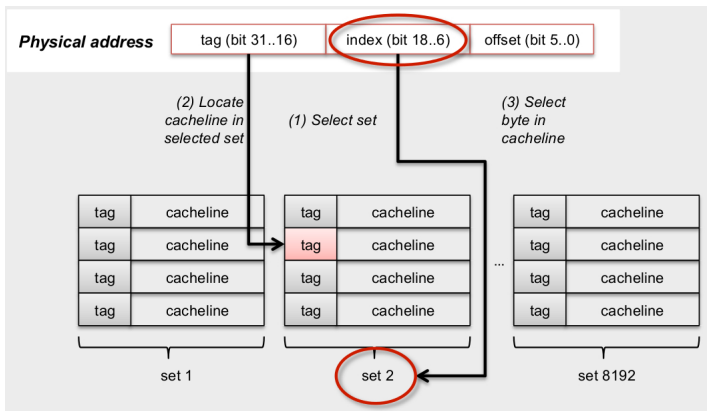 Physical address
tag (bit 31..16)
index (bit 18..6)
offset (bit 5..0)
(2) Locate
cacheline in
selected set
(1) Select set
(3) Select
byte in
cacheline
tag cacheline tag cacheline tag cacheline
tag cacheline tag cacheline tag cacheline
...
tag cacheline tag cacheline tag cacheline
tag cacheline tag cacheline tag cacheline
set 1
set 2
set 8192